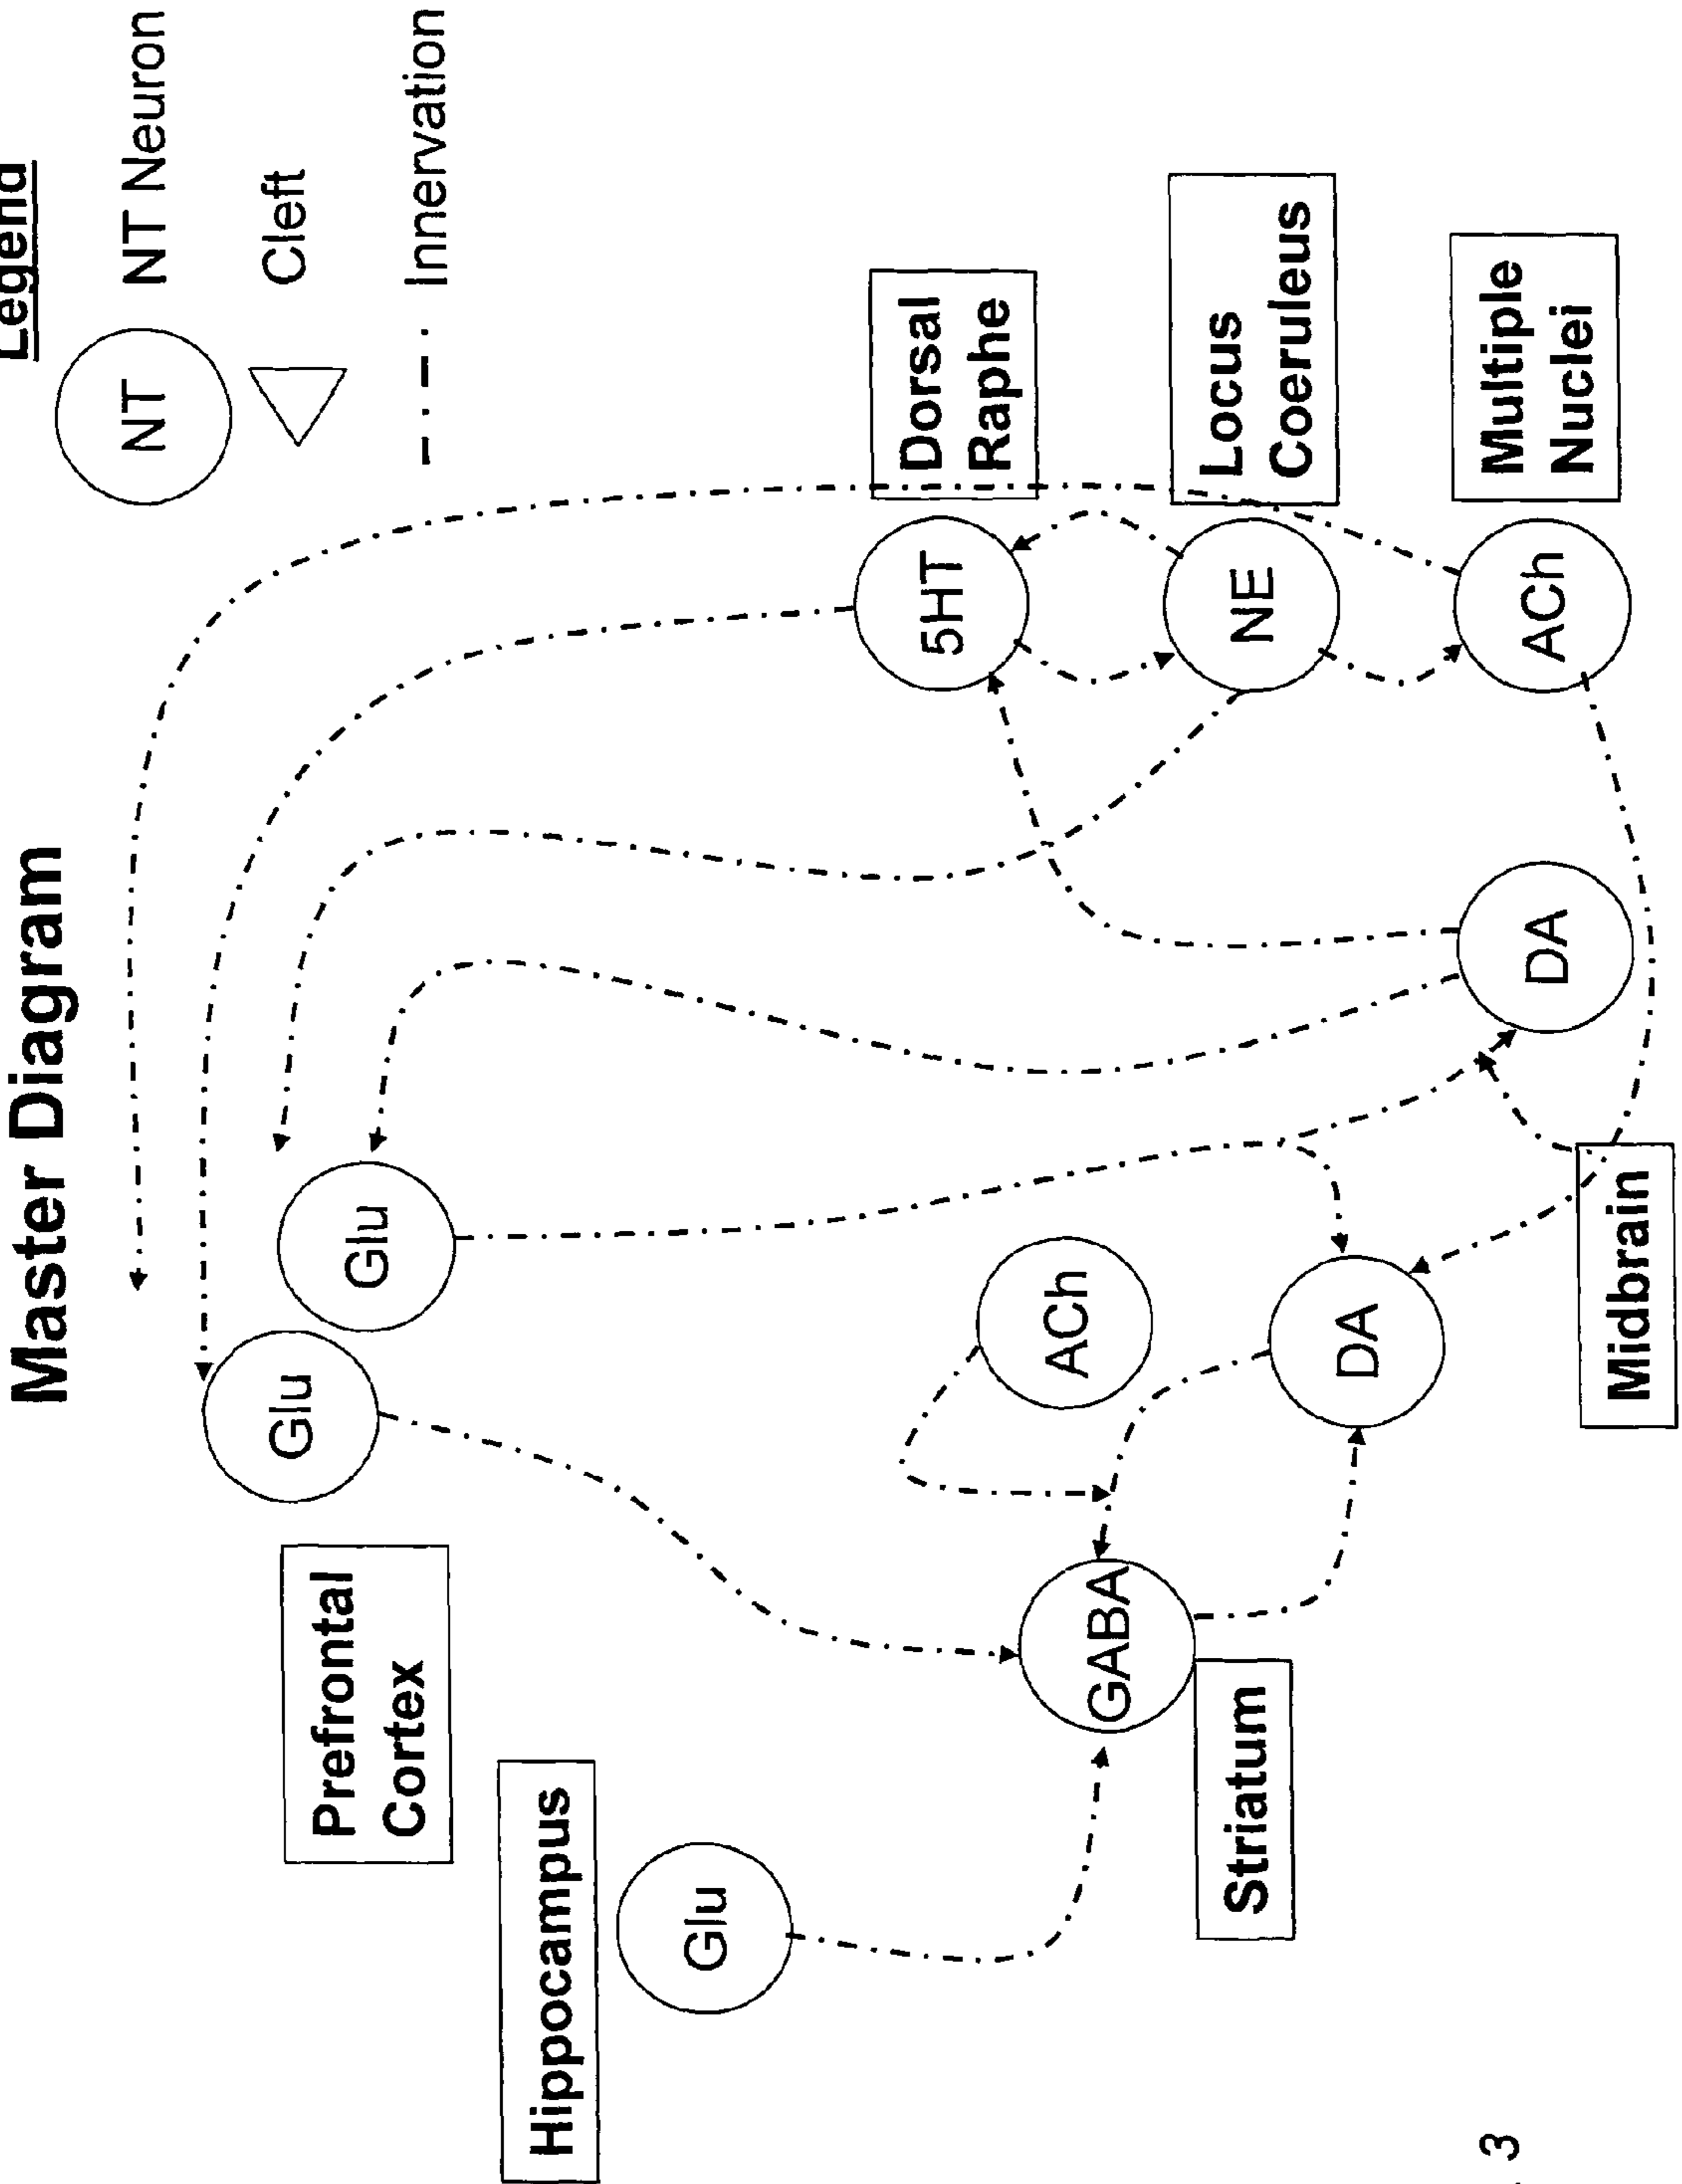 Master Diagram
Legend
NT
NT Neuron
Cleft
Innervation
Prefrontal
Cortex
Glu
Glu
Hippocampus
Glu
GABA
Striatum
ACh
DA
DA
Midbrain
5HT
Dorsal
Raphe
NE
Locus
Coeruleus
ACh
Multiple
Nuclei
3